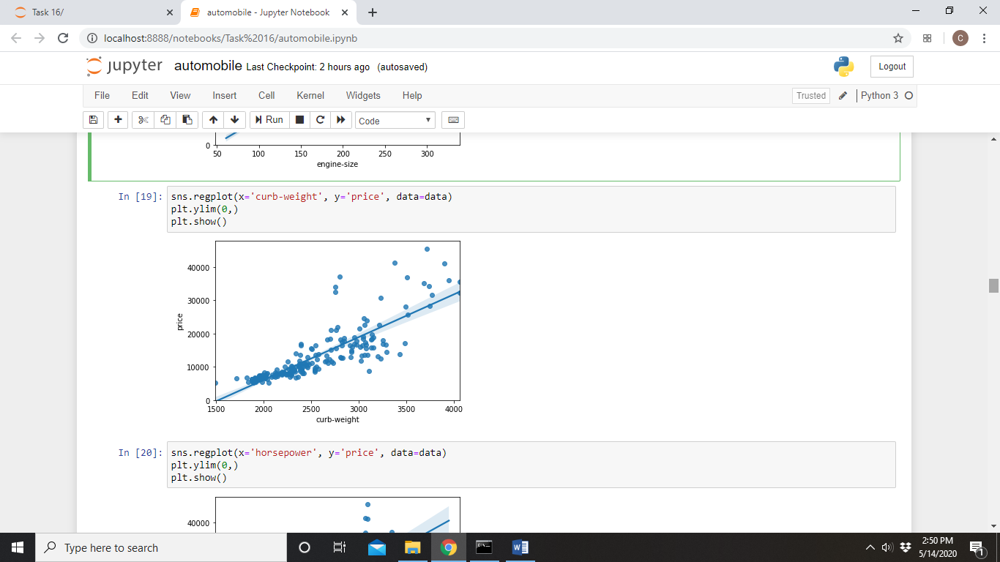 Task 16/
automobile - Jupyter Notebook
localhost:8888/notebooks/Task%2016/automobile.ipynb
C
jupyter automobile Last Checkpoint: 2 hours ago (autosaved)
Logout
File Edit View Insert Cell Kernel Widgets Help
Trusted Python 3
Run Code
0
50 100 150 200 250 300
engine-size
In [19]: sns.regplot(x='curb-weight', y='price', data=data)
plt.ylim(0,)
plt.show()
40000
30000
20000
10000
0
price
1500 2000 2500 3000 3500 4000
curb-weight
In [20]: sns.regplot(x='horsepower', y='price', data=data)
plt.ylim(0,)
plt.show()
40000
Type here to search
2:50 PM
5/14/2020
1